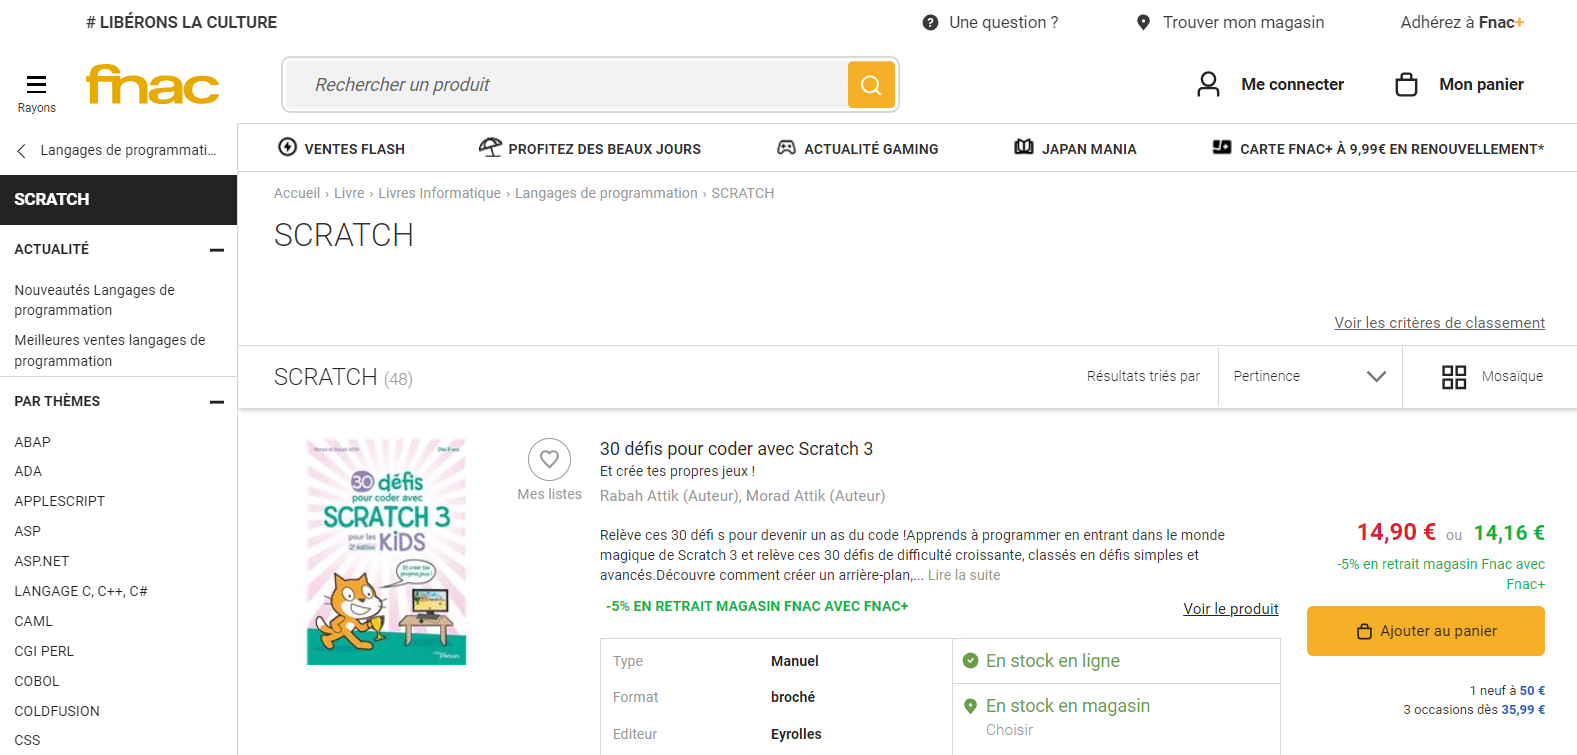 # LIBÉRONS LA CULTURE
Une question ?
Trouver mon magasin
Adhérez à Fnac+
Rayons
fnac
Rechercher un produit
Me connecter
Mon panier
Langages de programmati...
VENTES FLASH
PROFITEZ DES BEAUX JOURS
ACTUALITÉ GAMING
JAPAN MANIA
CARTE FNAC+ À 9,99€ EN RENOUVELLEMENT*
SCRATCH
ACTUALITÉ
Nouveautés Langages de
programmation
Meilleures ventes langages de
programmation
PAR THÈMES
ABAP
ADA
APPLESCRIPT
ASP
ASP.NET
LANGAGE C, C++, C#
CAML
CGI PERL
COBOL
COLDFUSION
CSS
Accueil › Livre › Livres Informatique › Langages de programmation › SCRATCH
SCRATCH
Voir les critères de classement
SCRATCH (48)
Résultats triés par
Pertinence
Mosaïque
30 défis
pour coder avec
SCRATCH 3
pour les KiDS
2e édition
Mes listes
30 défis pour coder avec Scratch 3
Et crée tes propres jeux !
Rabah Attik (Auteur), Morad Attik (Auteur)
Relève ces 30 défi s pour devenir un as du code !Apprends à programmer en entrant dans le monde
magique de Scratch 3 et relève ces 30 défis de difficulté croissante, classés en défis simples et
avancés.Découvre comment créer un arrière-plan,... Lire la suite
-5% EN RETRAIT MAGASIN FNAC AVEC FNAC+
Voir le produit
Type Manuel
Format broché
Editeur Eyrolles
En stock en ligne
En stock en magasin
Choisir
14,90 € ou 14,16 €
-5% en retrait magasin Fnac avec
Fnac+
Ajouter au panier
1 neuf à 50 €
3 occasions dès 35,99 €